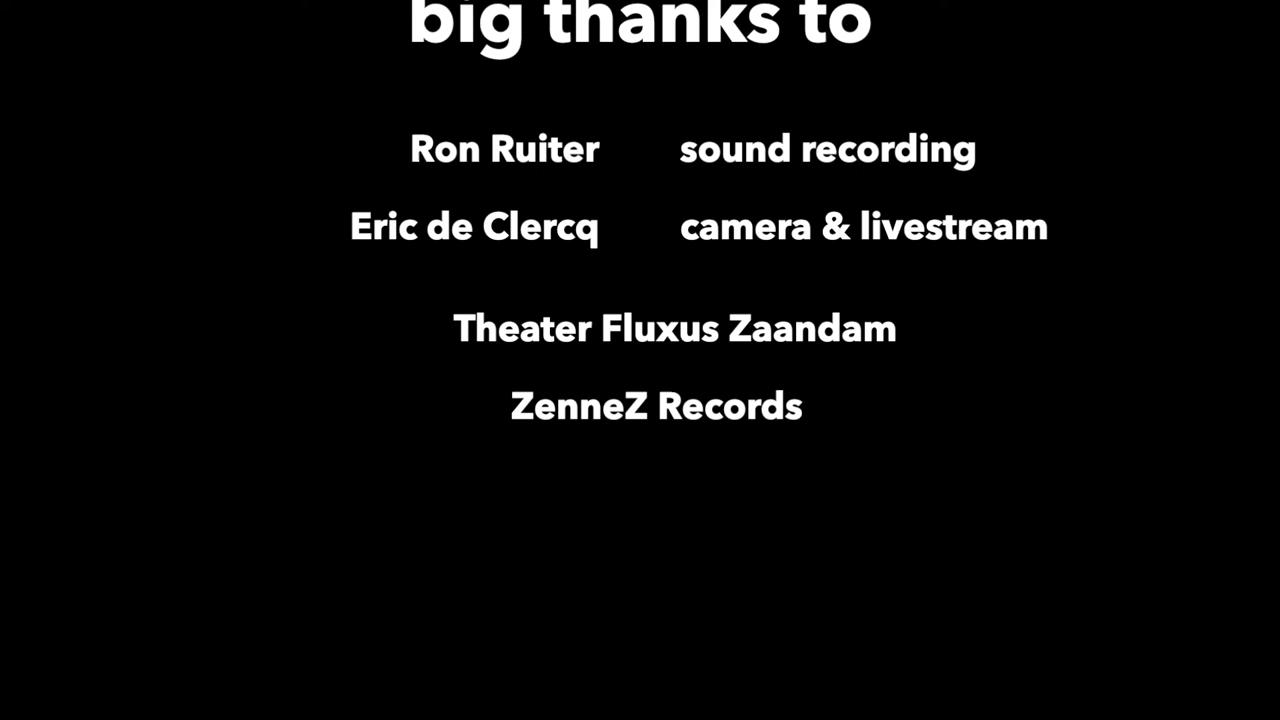 big thanks to
Ron Ruiter sound recording
Eric de Clercq camera & livestream
Theater Fluxus Zaandam
ZenneZ Records